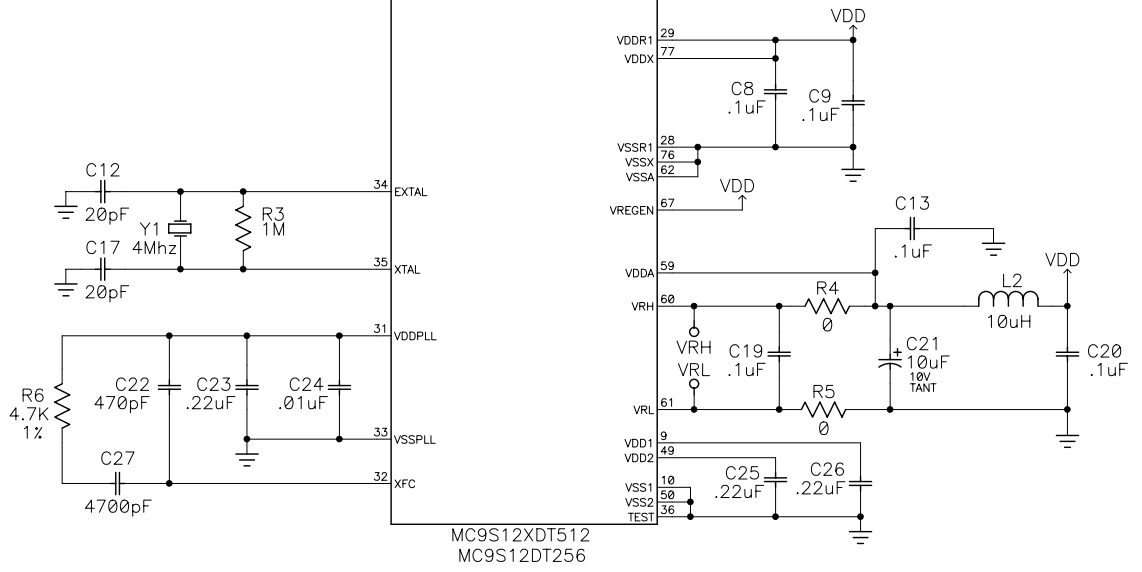 VDD
VDDR1 29
VDDX 77
C8
.1uF
C9
.1uF
VSSR1 28
VSSX 76
VSSA 62
C12
20pF
34 EXTAL
Y1
4Mhz
R3
1M
C17
20pF
35 XTAL
VREGEN 67
VDD
C13
.1uF
VDDA 59
VDD
VRH 60
R4
0
L2
10uH
31 VDDPLL
VRH
VRL
C19
.1uF
C21
+
10uF
10V
TANT
C20
.1uF
R6
4.7K
1%
C22
470pF
C23
.22uF
C24
.01uF
VRL 61
R5
0
33 VSSPLL
VDD1 9
VDD2 49
C27
4700pF
32 XFC
C25
.22uF
C26
.22uF
VSS1 10
VSS2 50
TEST 36
MC9S12XDT512
MC9S12DT256